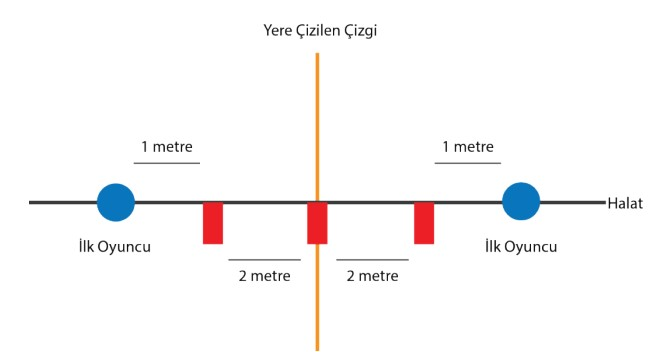 Yere Çizilen Çizgi
1 metre
1 metre
Halat
İlk Oyuncu
İlk Oyuncu
2 metre
2 metre